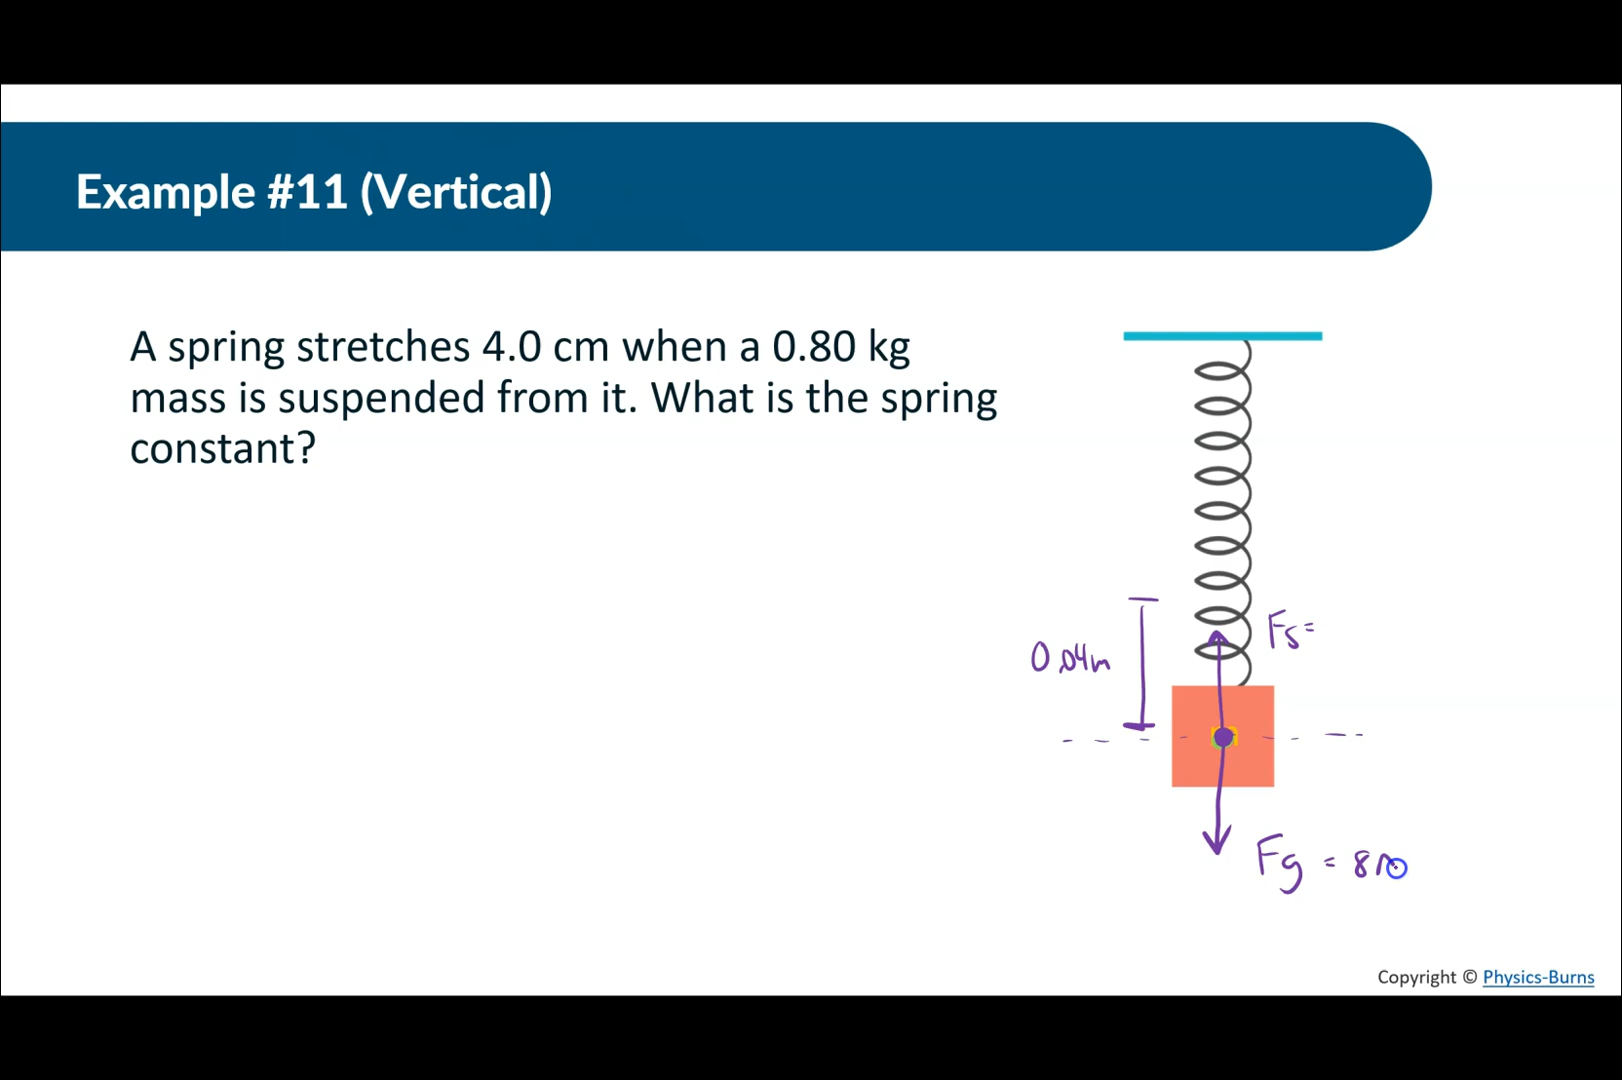 Example #11 (Vertical)
A spring stretches 4.0 cm when a 0.80 kg
mass is suspended from it. What is the spring
constant?
Fs=
0.04m
Fg = 8N
Copyright © Physics-Burns